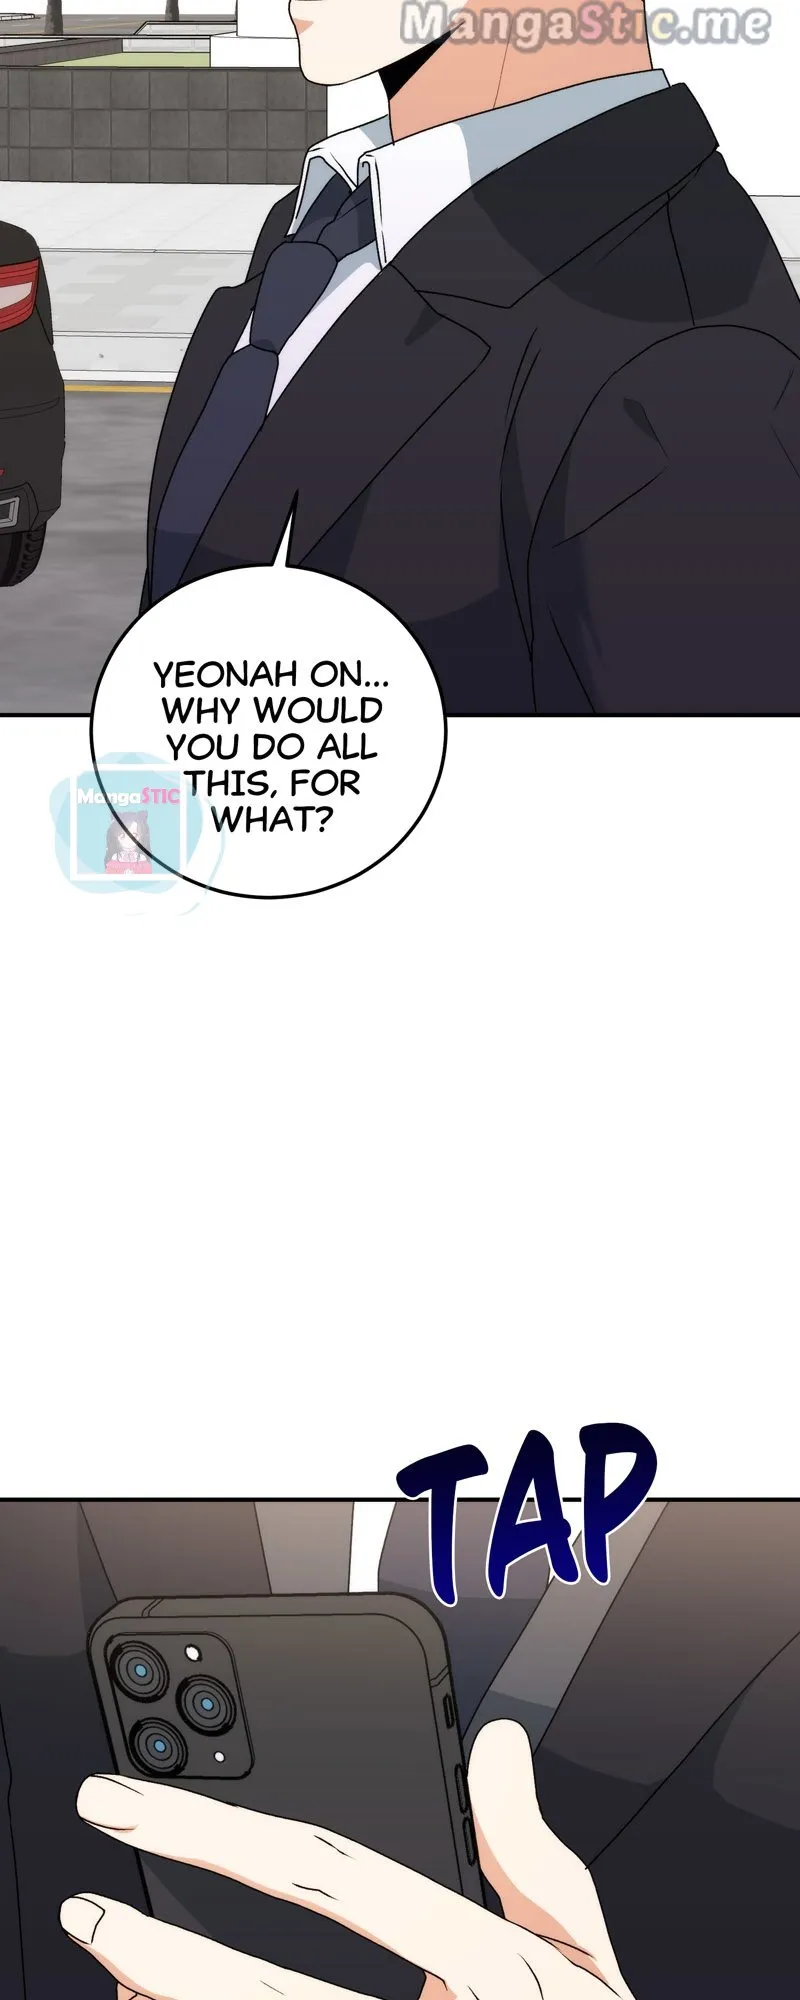 MangaStic.me
YEONAH ON...
WHY WOULD
YOU DO ALL
THIS, FOR
WHAT?
MangaSTIC
TAP